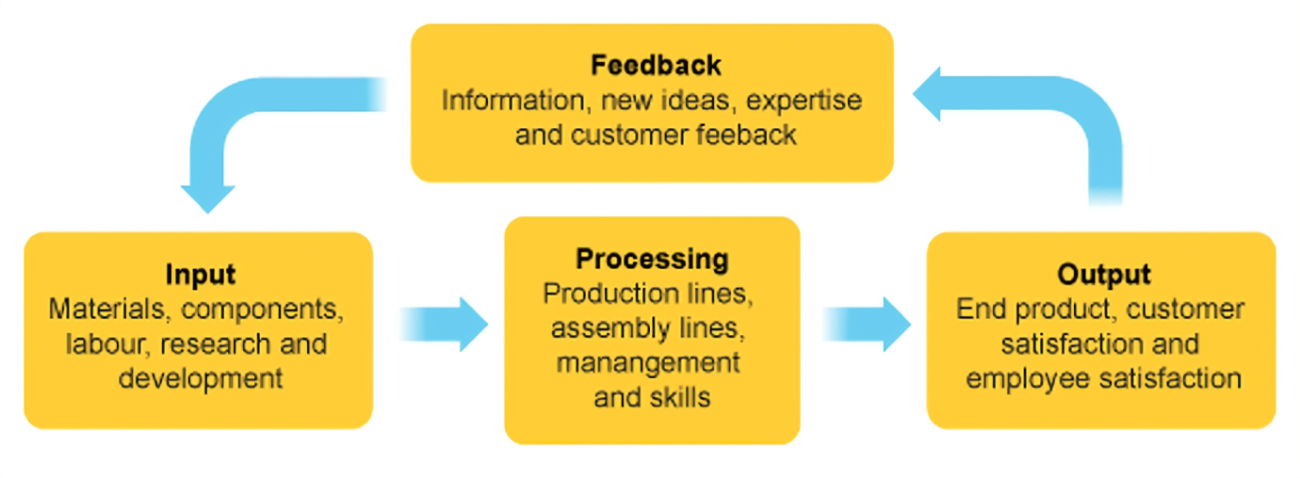 Feedback
Information, new ideas, expertise
and customer feeback
Input
Materials, components,
labour, research and
development
Processing
Production lines,
assembly lines,
manangement
and skills
Output
End product, customer
satisfaction and
employee satisfaction